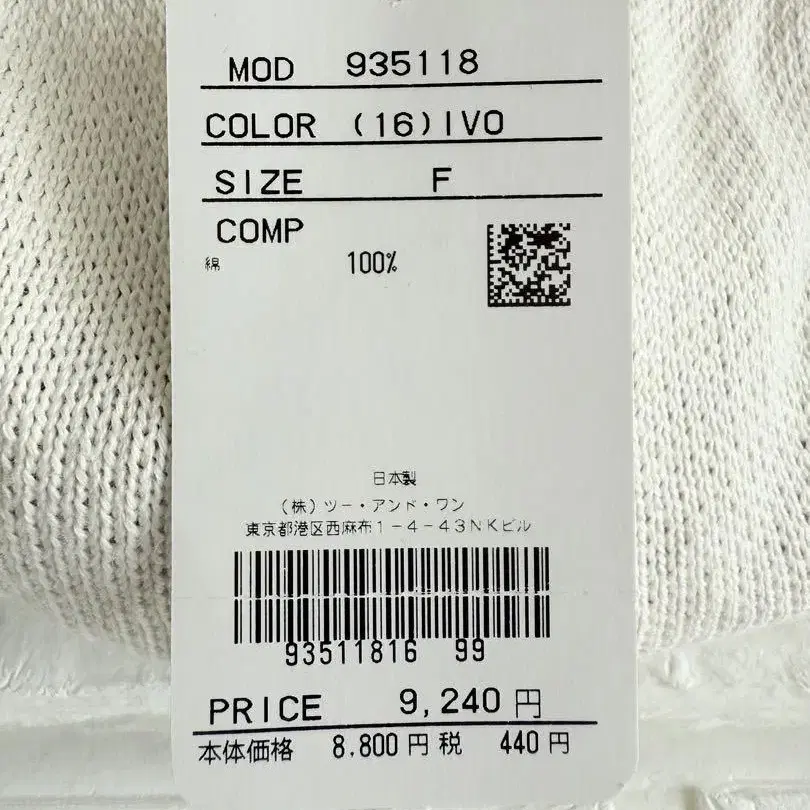 MOD 935118
COLOR (16)IVO
SIZE F
COMP
綿 100%
日本製
(株)ツー・アンド・ワン
東京都港区西麻布1-4-43NKビル
93511816 99
PRICE 9,240円
本体価格 8,800円税 440円